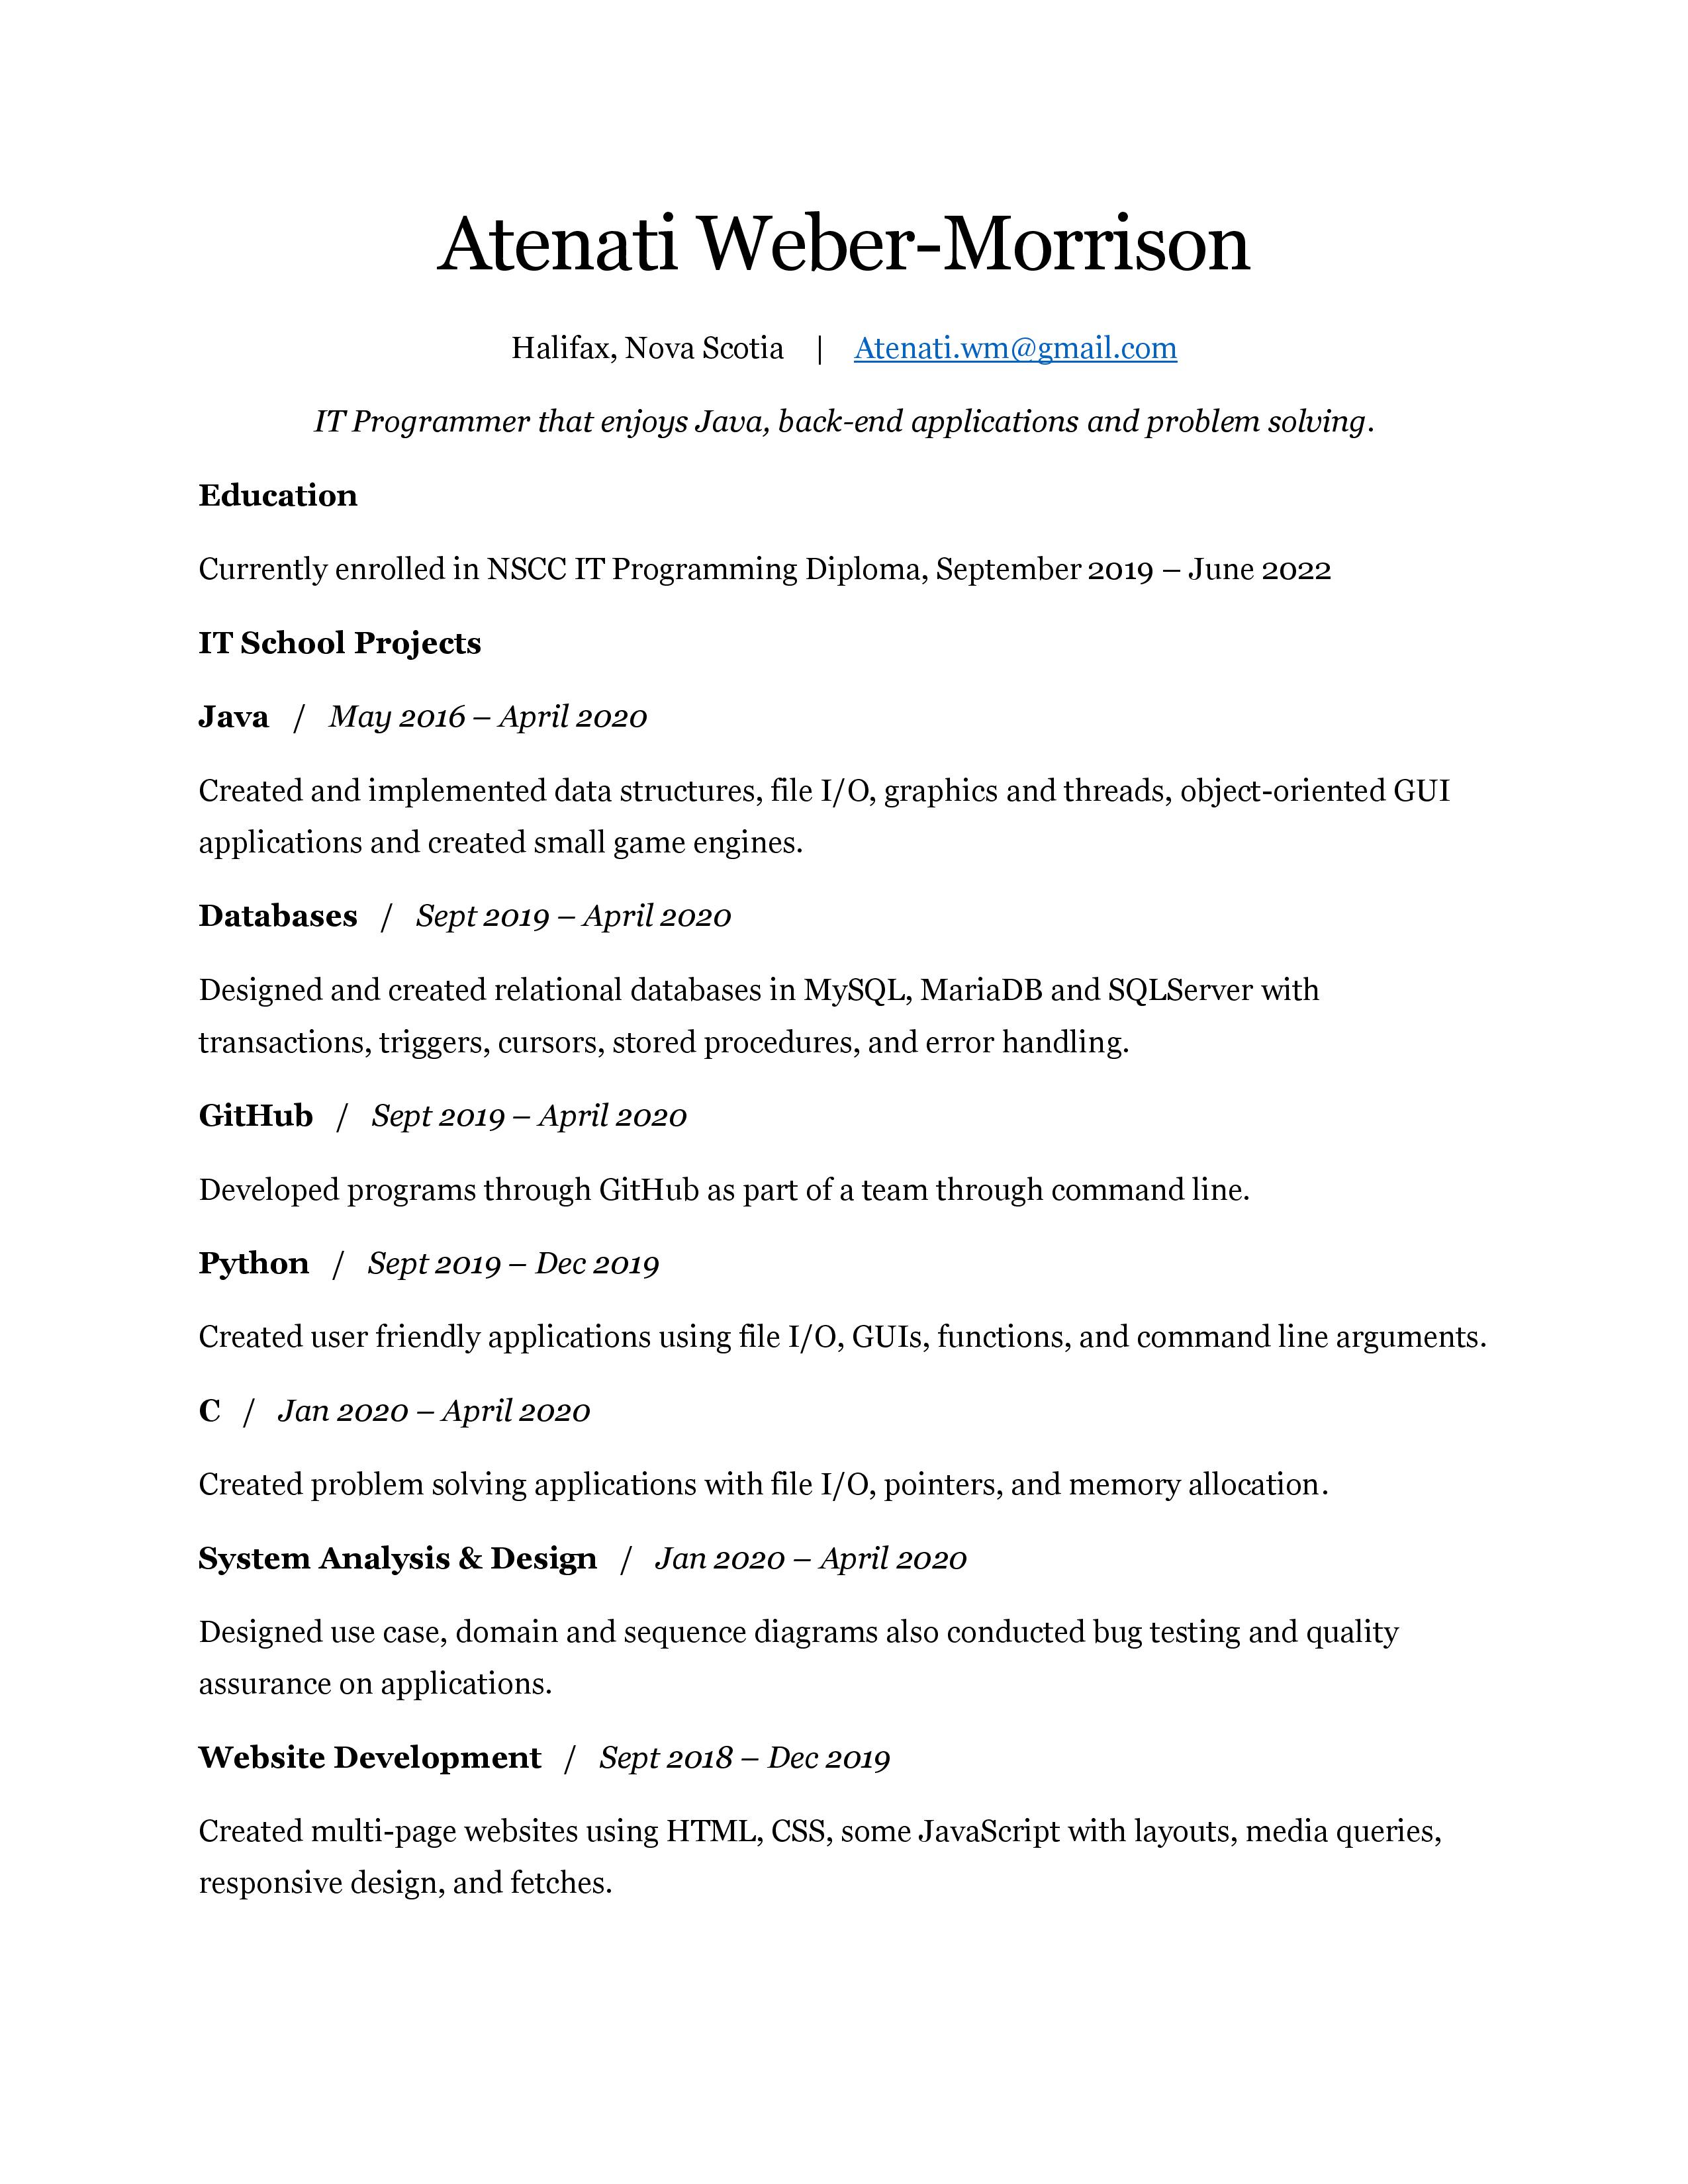 Atenati Weber-Morrison
Halifax, Nova Scotia | Atenati.wm@gmail.com
IT Programmer that enjoys Java, back-end applications and problem solving.
Education
Currently enrolled in NSCC IT Programming Diploma, September 2019 – June 2022
IT School Projects
Java / May 2016 – April 2020
Created and implemented data structures, file I/O, graphics and threads, object-oriented GUI
applications and created small game engines.
Databases / Sept 2019 – April 2020
Designed and created relational databases in MySQL, MariaDB and SQLServer with
transactions, triggers, cursors, stored procedures, and error handling.
GitHub / Sept 2019 – April 2020
Developed programs through GitHub as part of a team through command line.
Python / Sept 2019 – Dec 2019
Created user friendly applications using file I/O, GUIs, functions, and command line arguments.
C / Jan 2020 – April 2020
Created problem solving applications with file I/O, pointers, and memory allocation.
System Analysis & Design / Jan 2020 – April 2020
Designed use case, domain and sequence diagrams also conducted bug testing and quality
assurance on applications.
Website Development / Sept 2018 – Dec 2019
Created multi-page websites using HTML, CSS, some JavaScript with layouts, media queries,
responsive design, and fetches.